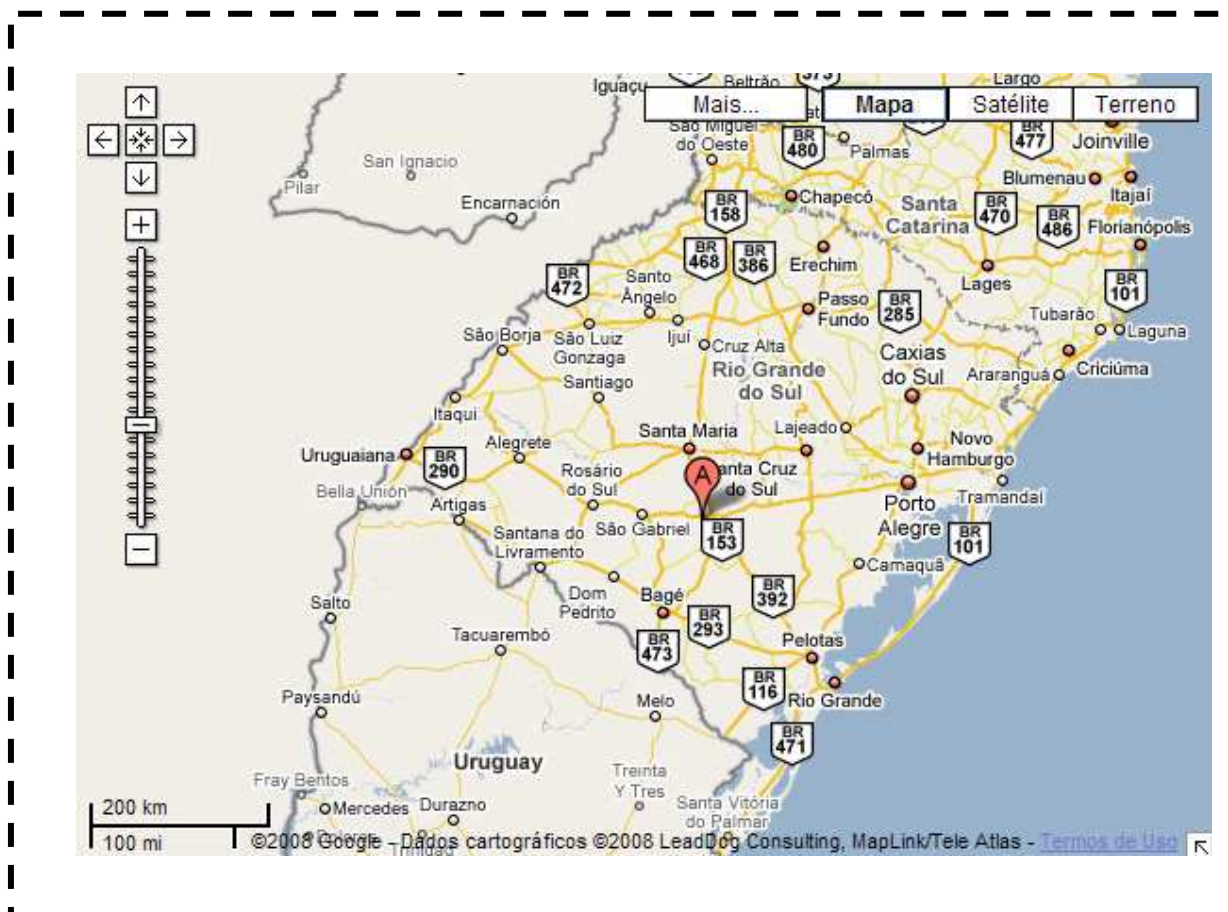 Iguaçu
Beltrão
373
Largo
Mais...
Mapa
Satélite
Terreno
São Miguel
do Oeste
BR
480
Palmas
BR
477
Joinville
San Ignacio
Pilar
Blumenau
Itajaí
Encarnación
Chapecó
BR
158
Santa
Catarina
BR
470
BR
486
Florianópolis
BR
468
BR
386
Erechim
BR
472
Santo
Ângelo
Lages
BR
101
Passo
Fundo
BR
285
Tubarão
Laguna
São Borja
São Luiz
Gonzaga
Ijuí
Cruz Alta
Rio Grande
do Sul
Caxias
do Sul
Araranguá
Criciúma
Santiago
Itaqui
Santa Maria
Lajeado
Novo
Hamburgo
Uruguaiana
BR
290
Alegrete
Rosário
do Sul
A
anta Cruz
do Sul
Bella Unión
Artigas
Porto
Alegre
Tramandaí
Santana do
Livramento
São Gabriel
BR
153
BR
101
Camaquã
Dom
Pedrito
Bagé
BR
392
Salto
BR
293
Tacuarembó
BR
473
Pelotas
Paysandú
Melo
BR
116
Rio Grande
BR
471
Uruguay
Fray Bentos
Treinta
Y Tres
Mercedes
Durazno
Santa Vitória
do Palmar
200 km
100 mi
Dolores
Trinidad
©2008 Google - Dados cartográficos ©2008 LeadDog Consulting, MapLink/Tele Atlas - Termos de Uso